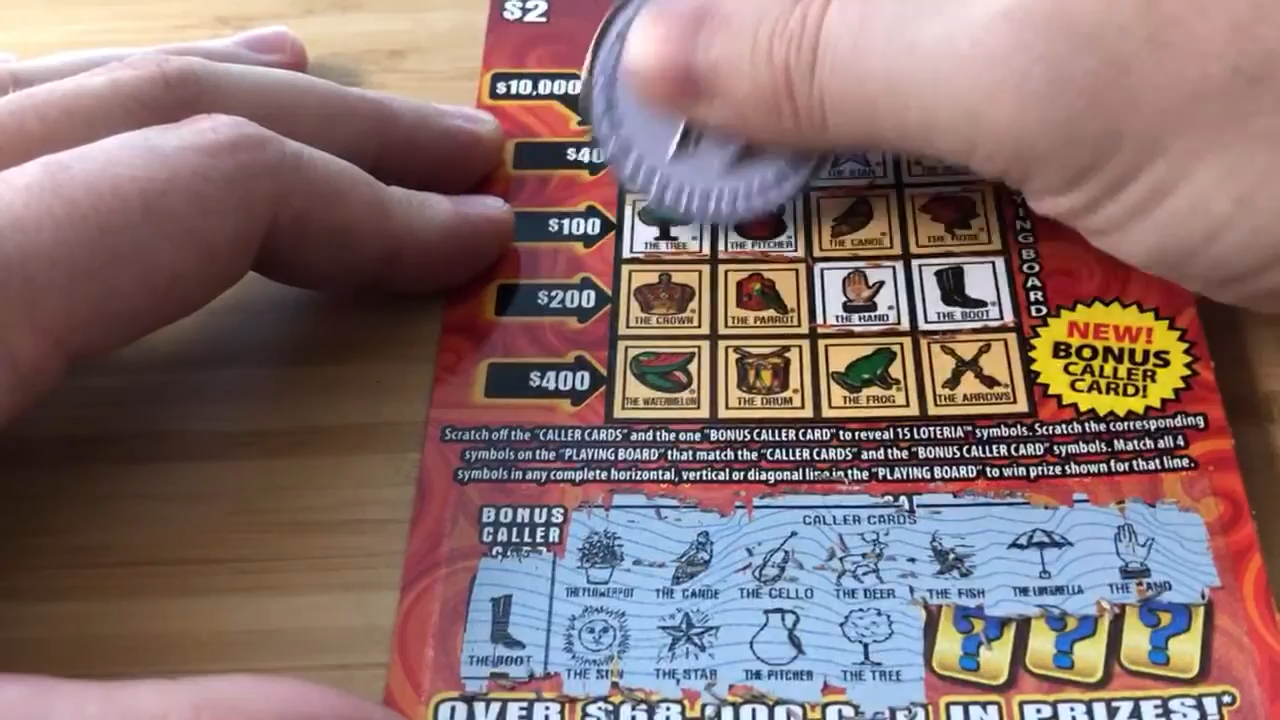 $2
$10,000
$40
THE STAR
$100
THE TREE THE PITCHER THE CANOE THE ROSE
YING BOARD
$200
THE CROWN THE PARROT THE HAND THE BOOT
NEW!
BONUS
CALLER
CARD!
$400
THE WATERMELON THE DRUM THE FROG THE ARROWS
Scratch off the "CALLER CARDS" and the one "BONUS CALLER CARD" to reveal 15 LOTERIA™ symbols. Scratch the corresponding
symbols on the "PLAYING BOARD" that match the "CALLER CARDS" and the "BONUS CALLER CARD" symbols. Match all 4
symbols in any complete horizontal, vertical or diagonal line in the "PLAYING BOARD" to win prize shown for that line.
BONUS
CALLER
CALLER CARDS
THE FLOWERPOT THE CANOE THE CELLO THE DEER THE FISH THE UMBRELLA THE HAND
THE BOOT THE SUN THE STAR THE PITCHER THE TREE
? ? ?
OVER IN PRIZES!*